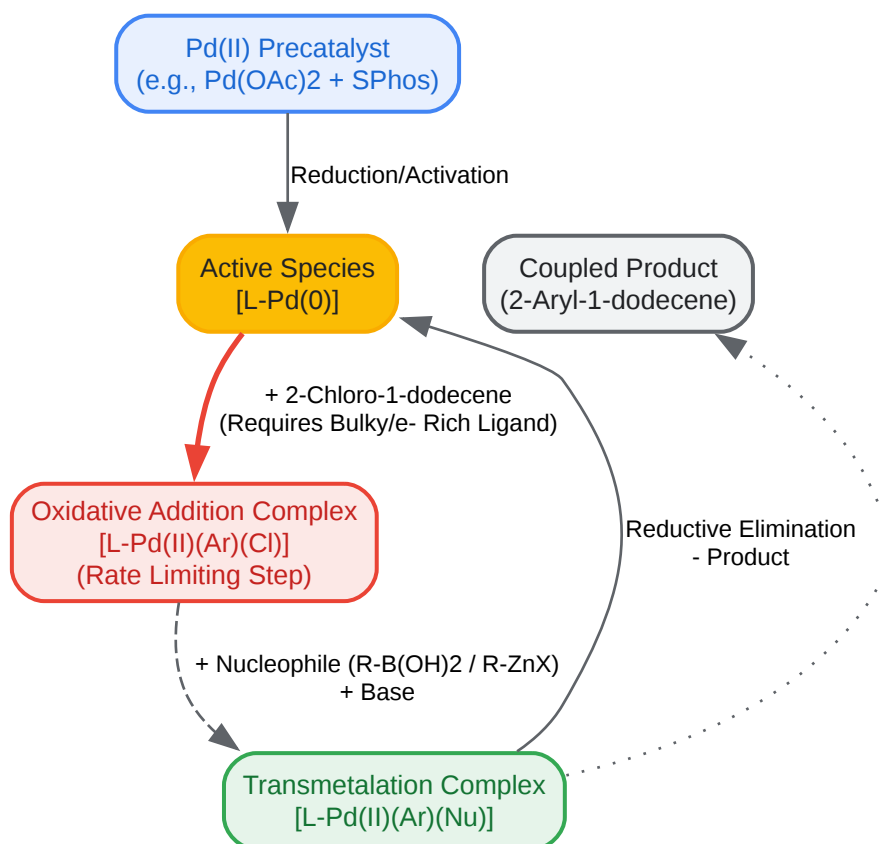 Pd(II) Precatalyst
(e.g., Pd(OAc)2 + SPhos)
Reduction/Activation
Active Species
[L-Pd(0)]
Coupled Product
(2-Aryl-1-dodecene)
+ 2-Chloro-1-dodecene
(Requires Bulky/e- Rich Ligand)
Oxidative Addition Complex
[L-Pd(II)(Ar)(Cl)]
(Rate Limiting Step)
Reductive Elimination
- Product
+ Nucleophile (R-B(OH)2 / R-ZnX)
+ Base
Transmetalation Complex
[L-Pd(II)(Ar)(Nu)]